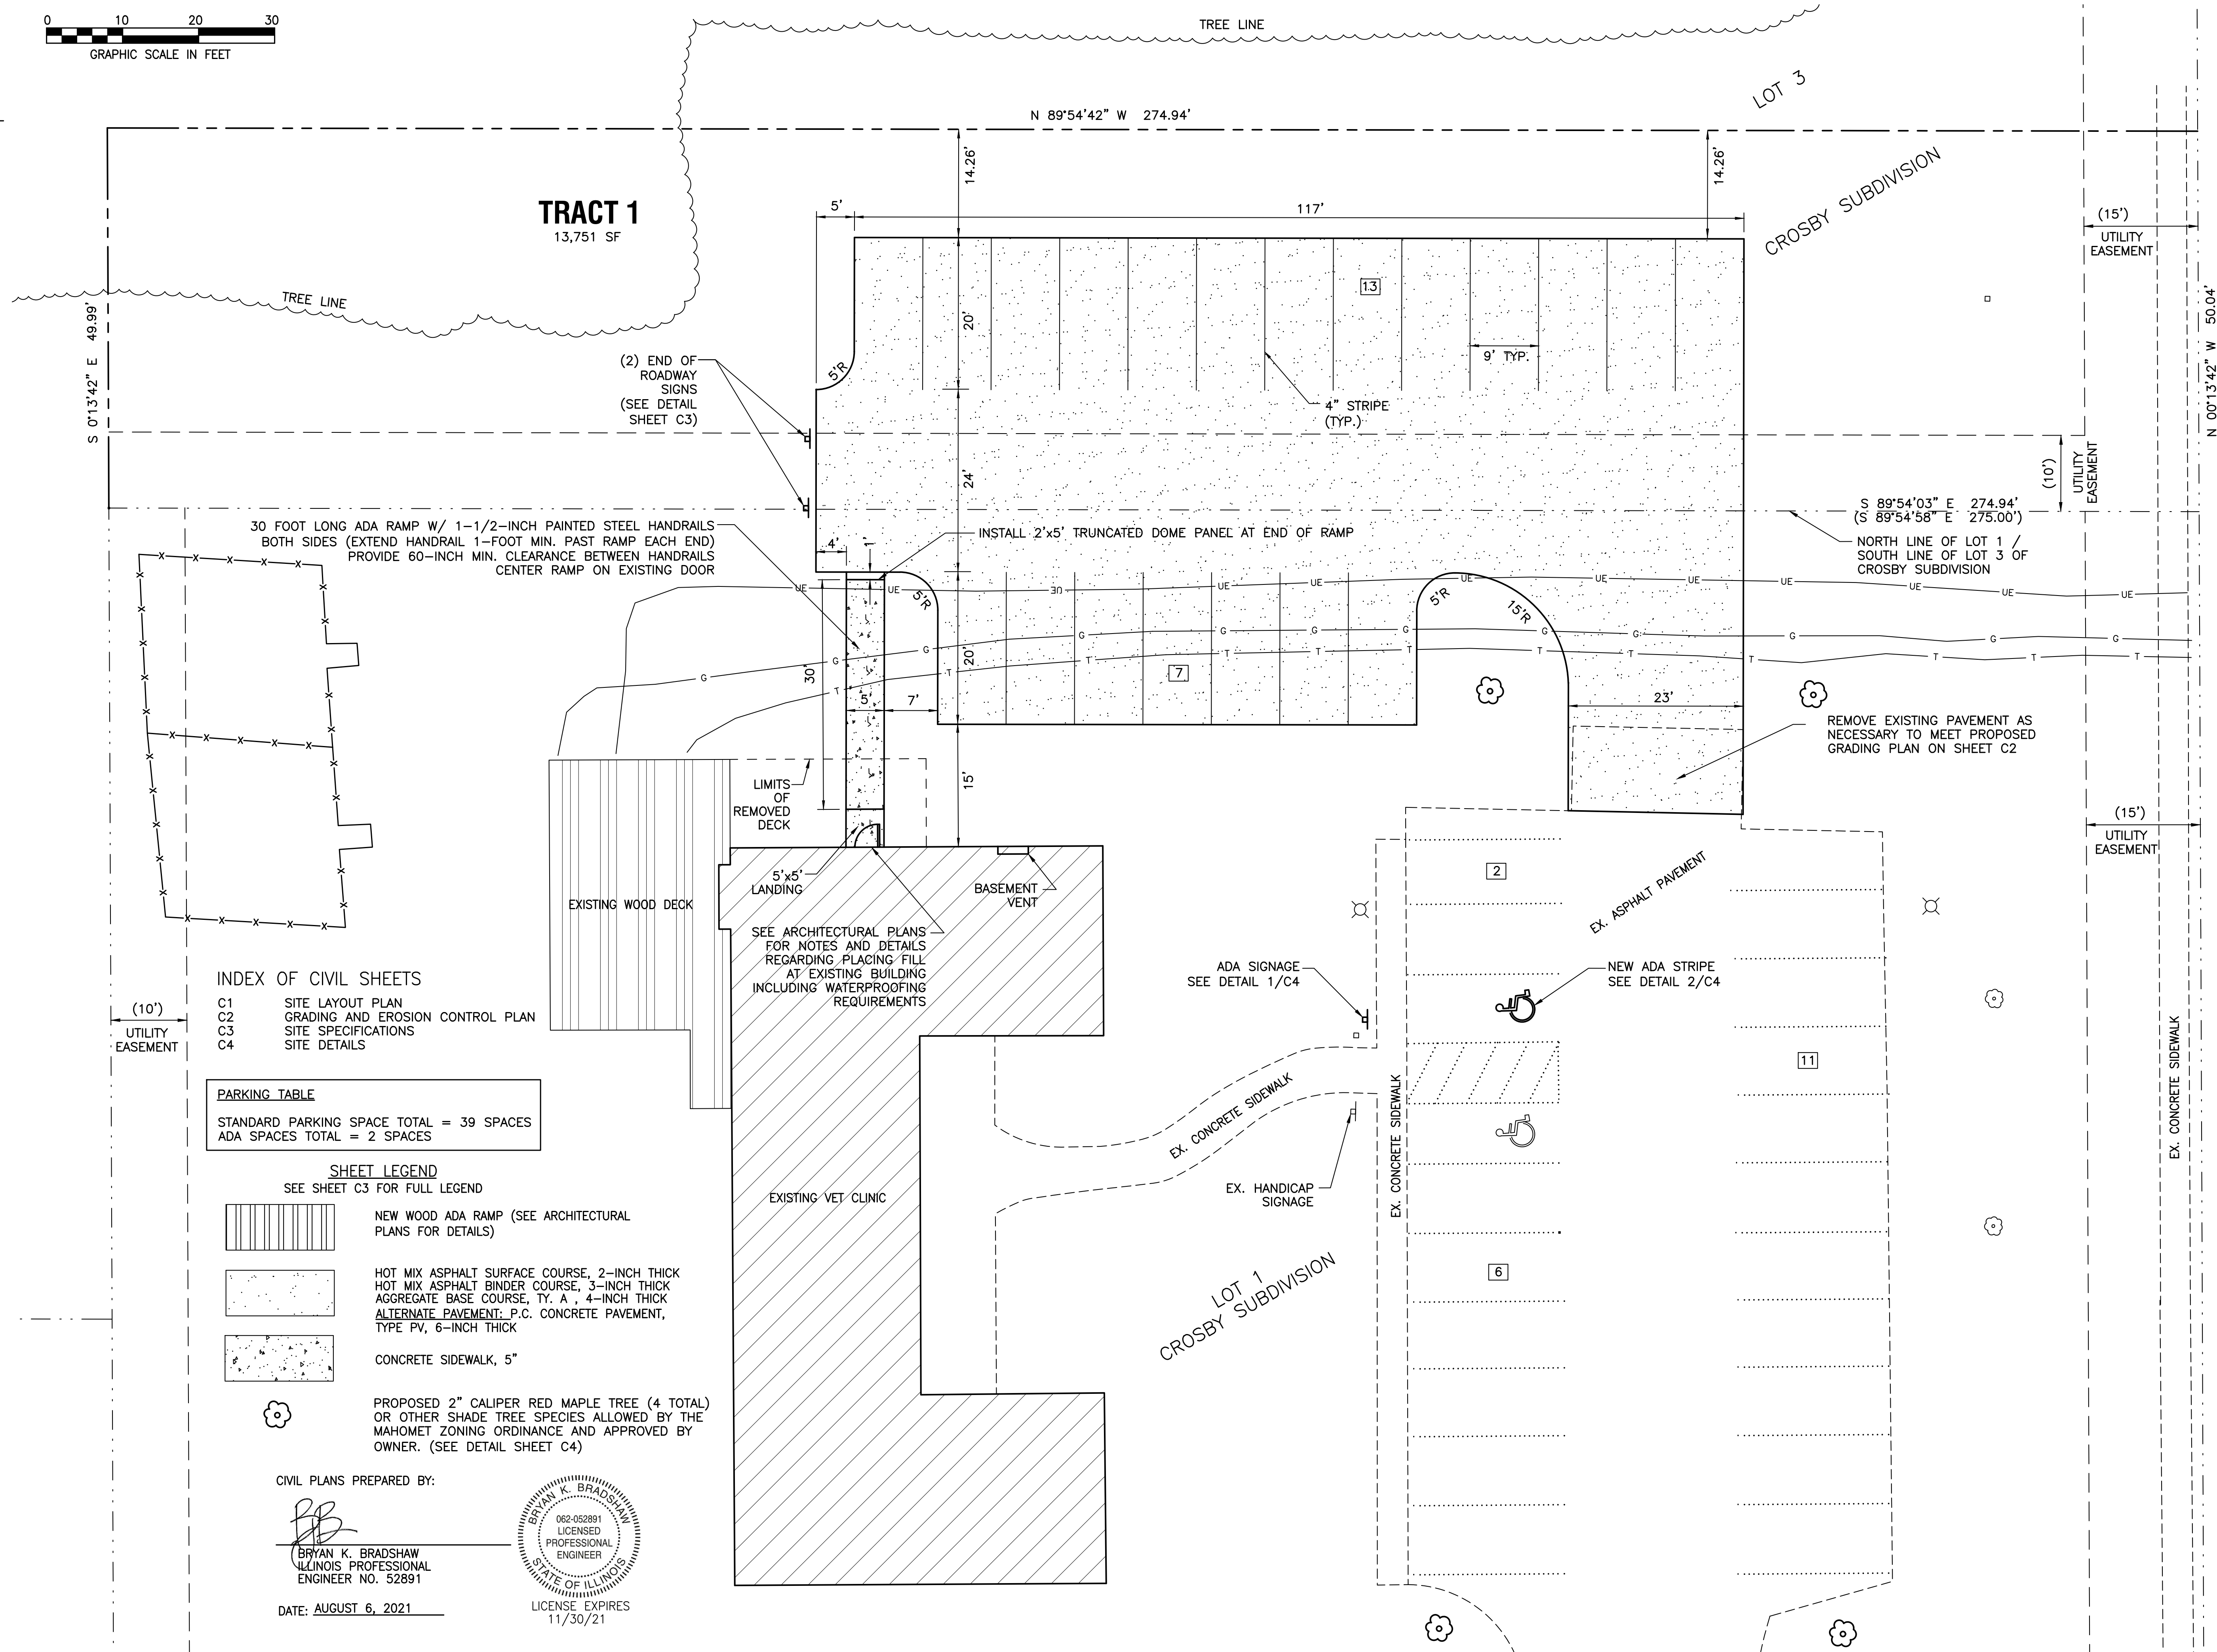 0 10 20 30
GRAPHIC SCALE IN FEET
TREE LINE
LOT 3
CROSBY SUBDIVISION
N 89°54'42" W 274.94'
14.26'
14.26'
TRACT 1
13,751 SF
5'
117'
(15')
UTILITY
EASEMENT
TREE LINE
S 0°13'42" E 49.99'
N 00°13'42" W 50.04'
13
20'
9' TYP.
5'R
(2) END OF
ROADWAY
SIGNS
(SEE DETAIL
SHEET C3)
4" STRIPE
(TYP.)
24'
(10')
UTILITY
EASEMENT
S 89°54'03" E 274.94'
(S 89°54'58" E 275.00')
NORTH LINE OF LOT 1 /
SOUTH LINE OF LOT 3 OF
CROSBY SUBDIVISION
30 FOOT LONG ADA RAMP W/ 1-1/2-INCH PAINTED STEEL HANDRAILS
BOTH SIDES (EXTEND HANDRAIL 1-FOOT MIN. PAST RAMP EACH END)
PROVIDE 60-INCH MIN. CLEARANCE BETWEEN HANDRAILS
CENTER RAMP ON EXISTING DOOR
4'
1'
INSTALL 2'x5' TRUNCATED DOME PANEL AT END OF RAMP
UE UE UE UE UE UE UE UE UE UE UE UE
5'R
5'R
15'R
G G G G G G G G G G G
T T T T T T T T T T T
30'
5'
7'
20'
7
23'
REMOVE EXISTING PAVEMENT AS
NECESSARY TO MEET PROPOSED
GRADING PLAN ON SHEET C2
15'
LIMITS
OF
REMOVED
DECK
(15')
UTILITY
EASEMENT
5'x5'
LANDING
BASEMENT
VENT
EXISTING WOOD DECK
SEE ARCHITECTURAL PLANS
FOR NOTES AND DETAILS
REGARDING PLACING FILL
AT EXISTING BUILDING
INCLUDING WATERPROOFING
REQUIREMENTS
2
EX. ASPHALT PAVEMENT
ADA SIGNAGE
SEE DETAIL 1/C4
NEW ADA STRIPE
SEE DETAIL 2/C4
11
EX. CONCRETE SIDEWALK
EX. CONCRETE SIDEWALK
EX. CONCRETE SIDEWALK
EX. HANDICAP
SIGNAGE
EXISTING VET CLINIC
6
LOT 1
CROSBY SUBDIVISION
(10')
UTILITY
EASEMENT
INDEX OF CIVIL SHEETS
C1 SITE LAYOUT PLAN
C2 GRADING AND EROSION CONTROL PLAN
C3 SITE SPECIFICATIONS
C4 SITE DETAILS
PARKING TABLE
STANDARD PARKING SPACE TOTAL = 39 SPACES
ADA SPACES TOTAL = 2 SPACES
SHEET LEGEND
SEE SHEET C3 FOR FULL LEGEND
NEW WOOD ADA RAMP (SEE ARCHITECTURAL
PLANS FOR DETAILS)
HOT MIX ASPHALT SURFACE COURSE, 2-INCH THICK
HOT MIX ASPHALT BINDER COURSE, 3-INCH THICK
AGGREGATE BASE COURSE, TY. A , 4-INCH THICK
ALTERNATE PAVEMENT: P.C. CONCRETE PAVEMENT,
TYPE PV, 6-INCH THICK
CONCRETE SIDEWALK, 5"
PROPOSED 2" CALIPER RED MAPLE TREE (4 TOTAL)
OR OTHER SHADE TREE SPECIES ALLOWED BY THE
MAHOMET ZONING ORDINANCE AND APPROVED BY
OWNER. (SEE DETAIL SHEET C4)
CIVIL PLANS PREPARED BY:
BRYAN K. BRADSHAW
ILLINOIS PROFESSIONAL
ENGINEER NO. 52891
DATE: AUGUST 6, 2021
BRYAN K. BRADSHAW
062-052891
LICENSED
PROFESSIONAL
ENGINEER
STATE OF ILLINOIS
LICENSE EXPIRES
11/30/21